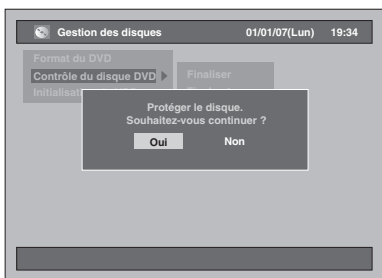 Gestion des disques 01/01/07(Lun) 19:34
Format du DVD
Contrôle du disque DVD Finaliser
Protéger le disque.
Souhaitez-vous continuer ?
Oui Non